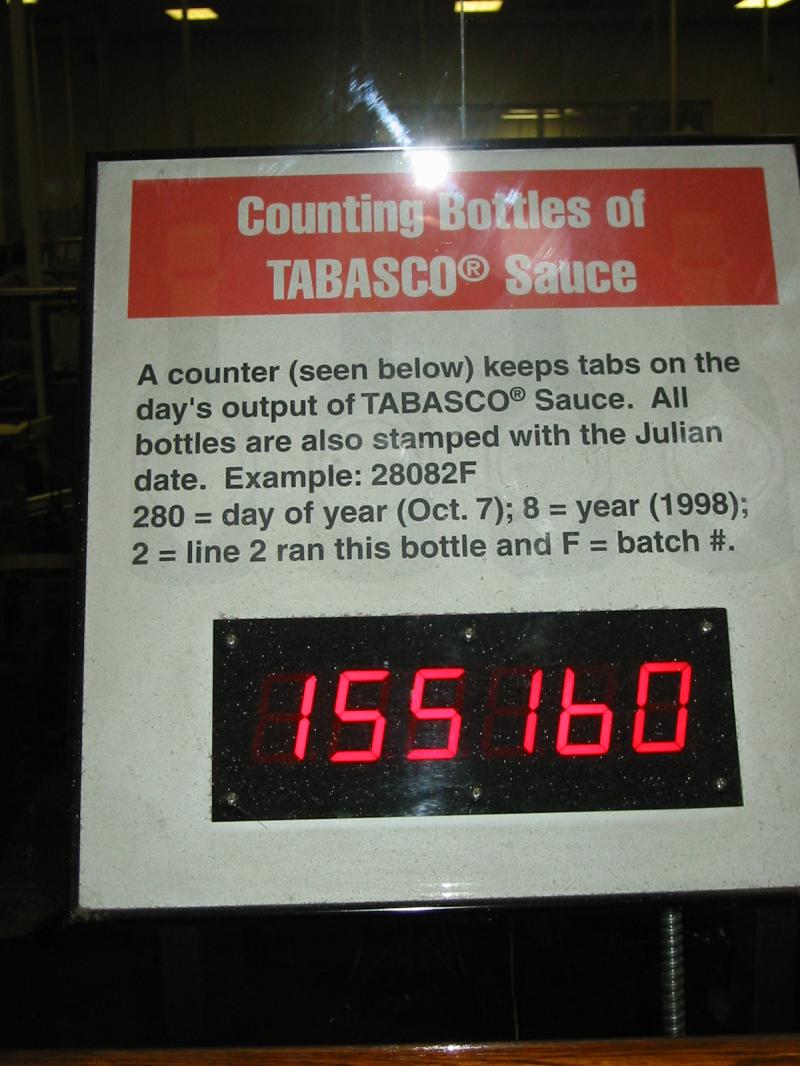 Counting Bottles of
TABASCO® Sauce
A counter (seen below) keeps tabs on the
day's output of TABASCO® Sauce. All
bottles are also stamped with the Julian
date. Example: 28082F
280 = day of year (Oct. 7); 8 = year (1998);
2 = line 2 ran this bottle and F = batch #.
155160